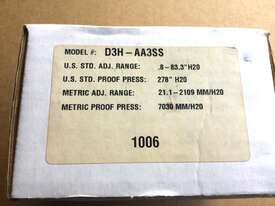 MODEL #: D3H-AA3SS
U.S. STD. ADJ. RANGE: .8-83.3"H20
U.S. STD. PROOF PRESS: 278" H20
METRIC ADJ. RANGE: 21.1-2109 MM/H20
METRIC PROOF PRESS: 7030 MM/H20
1006